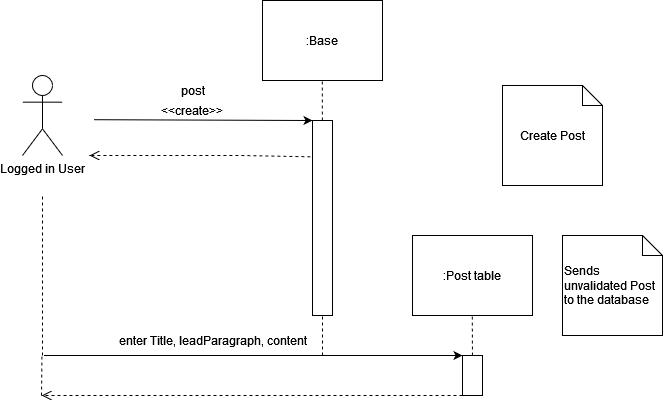 :Base
post
<<create>>
Create Post
Logged in User
:Post table
Sends
unvalidated Post
to the database
enter Title, leadParagraph, content